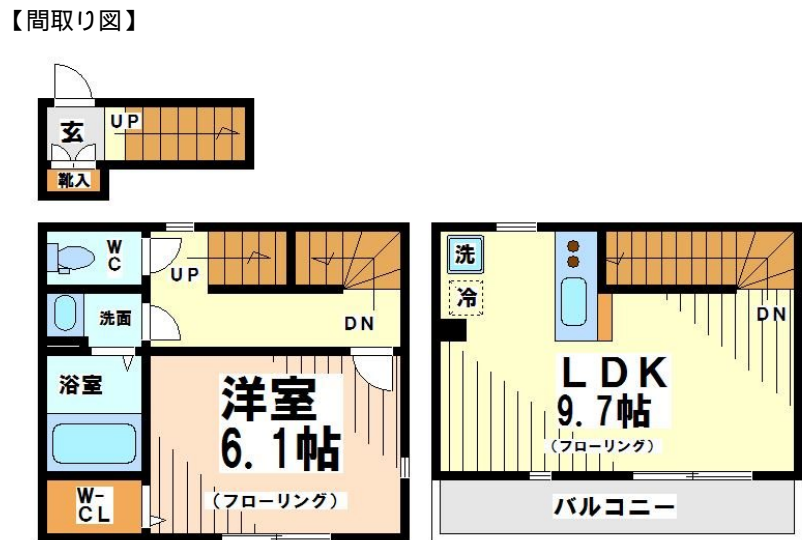 【間取り図】
UP
玄
靴入
WC
UP
洗面
DN
浴室
洋室
6.1帖
(フローリング)
W-CL
洗
冷
DN
LDK
9.7帖
(フローリング)
バルコニー